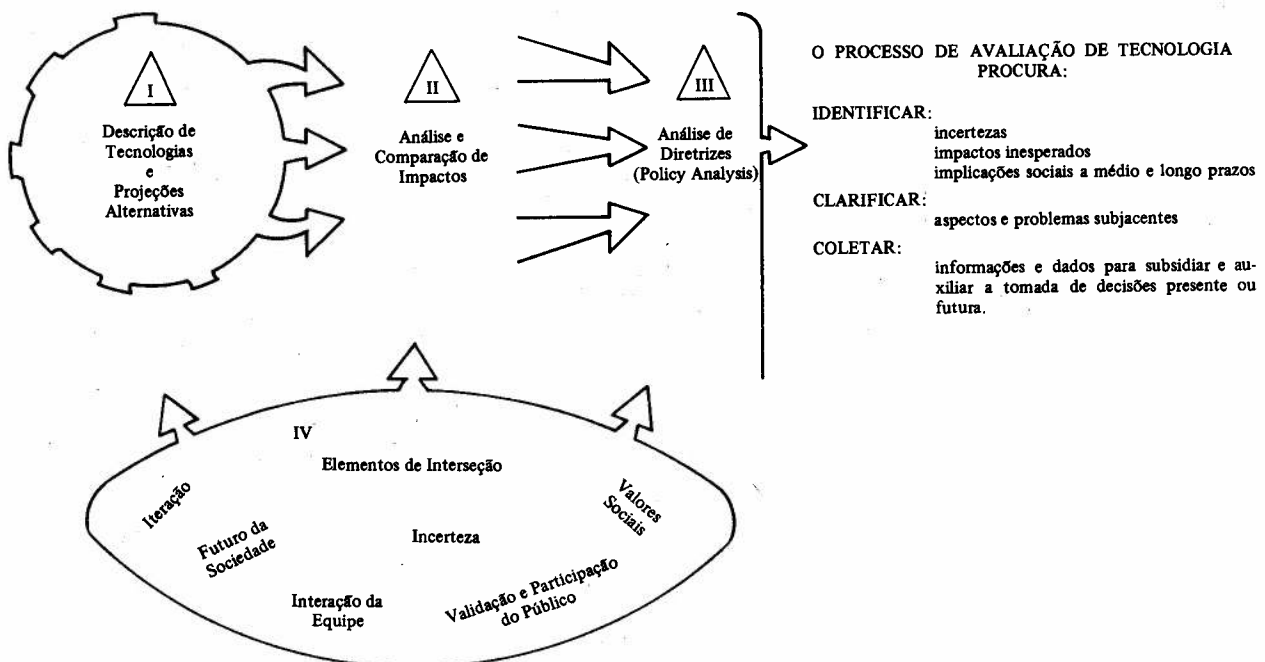 I
Descrição de
Tecnologias
e
Projeções
Alternativas
II
Análise e
Comparação de
Impactos
III
Análise de
Diretrizes
(Policy Analysis)
O PROCESSO DE AVALIAÇÃO DE TECNOLOGIA
PROCURA:
IDENTIFICAR:
incertezas
impactos inesperados
implicações sociais a médio e longo prazos
CLARIFICAR:
aspectos e problemas subjacentes
COLETAR:
informações e dados para subsidiar e au-
xiliar a tomada de decisões presente ou
futura.
IV
Elementos de Interseção
Iteração
Futuro da
Sociedade
Incerteza
Valores
Sociais
Interação da
Equipe
Validação e Participação
do Público